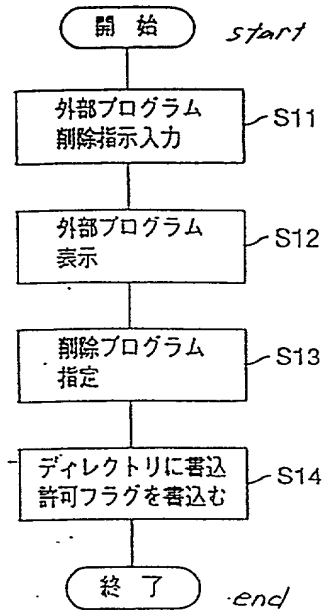 開始 start
外部プログラム
削除指示入力
S11
外部プログラム
表示
S12
削除プログラム
指定
S13
ディレクトリに書込
許可フラグを書込む
S14
終了 end